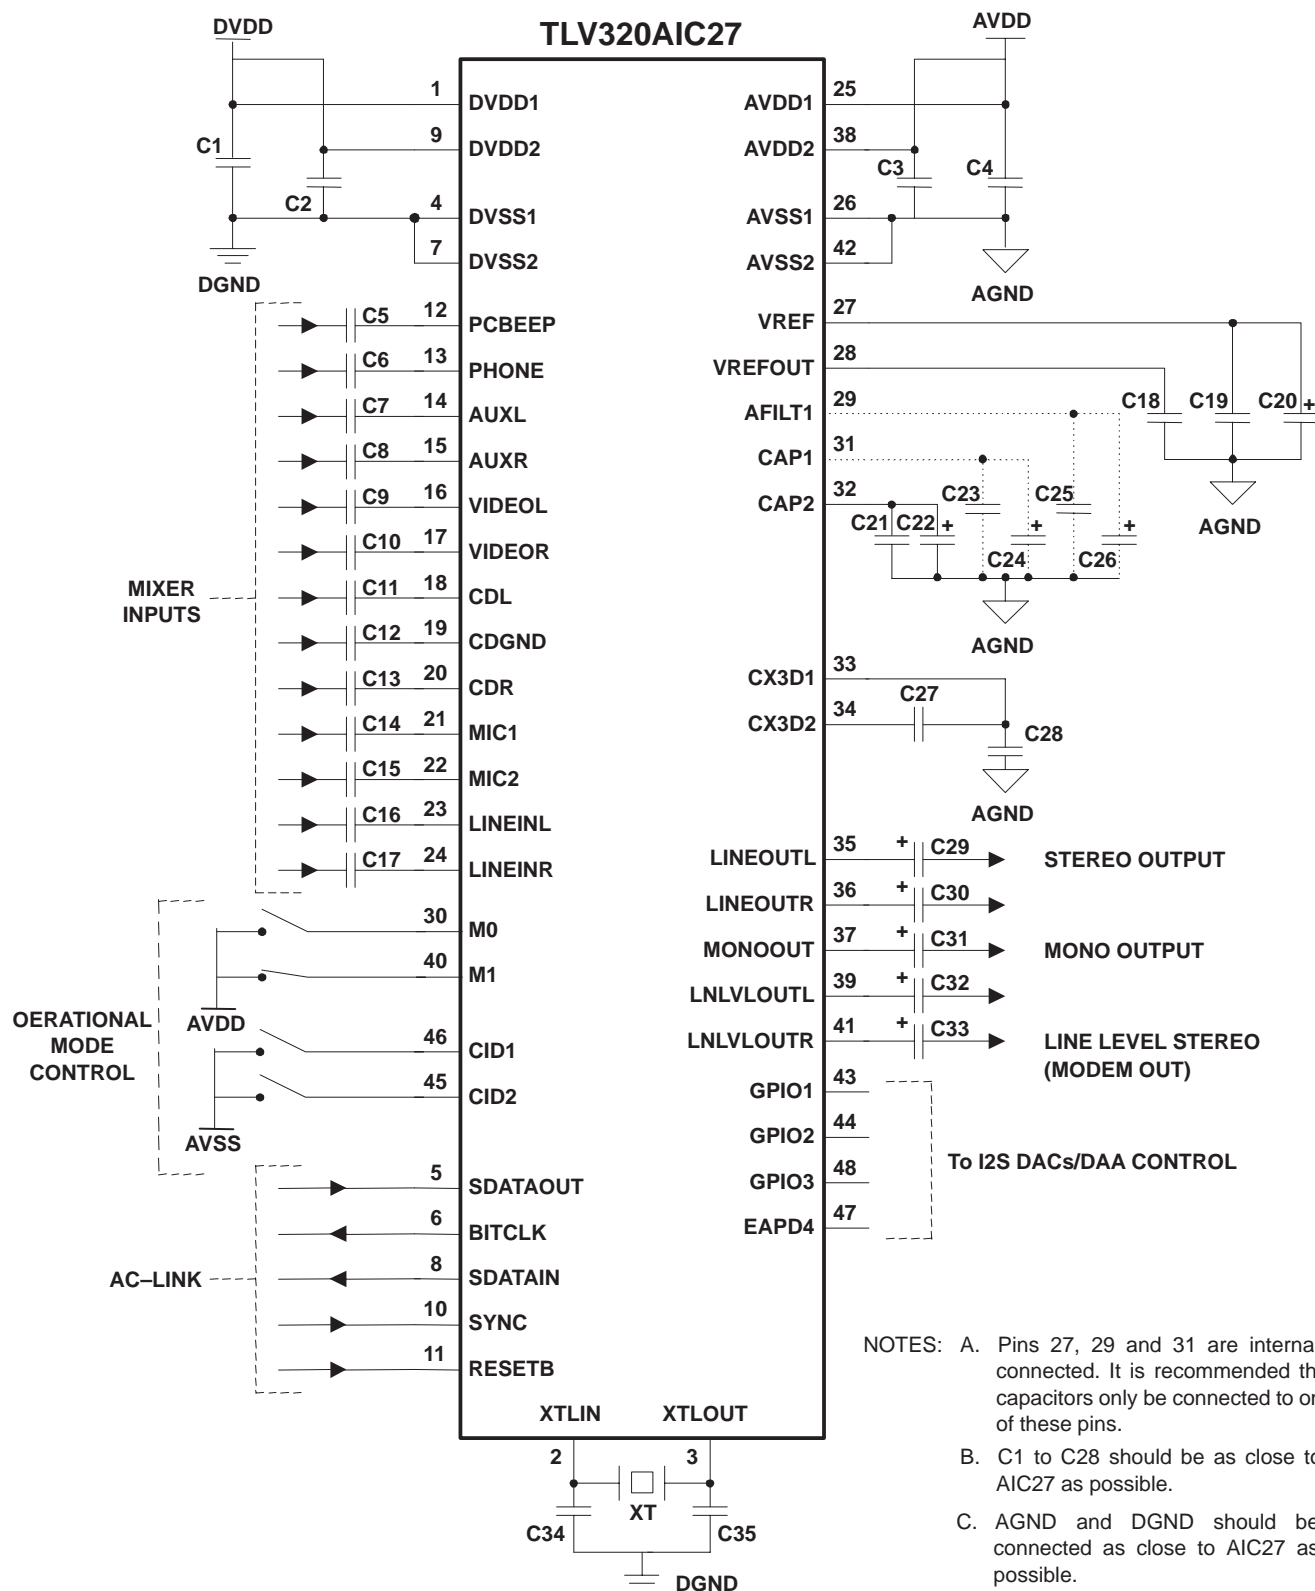 DVDD
TLV320AIC27
AVDD
1
DVDD1
9
DVDD2
C1
C2
4
DVSS1
7
DVSS2
DGND
25
AVDD1
38
AVDD2
C3
C4
26
AVSS1
42
AVSS2
AGND
MIXER
INPUTS
C5 12 PCBEEP
C6 13 PHONE
C7 14 AUXL
C8 15 AUXR
C9 16 VIDEOL
C10 17 VIDEOR
C11 18 CDL
C12 19 CDGND
C13 20 CDR
C14 21 MIC1
C15 22 MIC2
C16 23 LINEINL
C17 24 LINEINR
VREF 27
VREFOUT 28
AFILT1 29
CAP1 31
CAP2 32
C18 C19 C20 +
AGND
C23 C25
C21 C22 + + +
C24 C26
AGND
CX3D1 33
CX3D2 34
C27
C28
AGND
LINEOUTL 35 + C29 STEREO OUTPUT
LINEOUTR 36 + C30
MONOOUT 37 + C31 MONO OUTPUT
LNLVLOUTL 39 + C32
LNLVLOUTR 41 + C33 LINE LEVEL STEREO
(MODEM OUT)
GPIO1 43
GPIO2 44
GPIO3 48
EAPD4 47
To I2S DACs/DAA CONTROL
OERATIONAL
MODE
CONTROL
30 M0
40 M1
AVDD
46 CID1
45 CID2
AVSS
AC–LINK
5 SDATAOUT
6 BITCLK
8 SDATAIN
10 SYNC
11 RESETB
XTLIN XTLOUT
2 3
XT
C34 C35
DGND
NOTES: A. Pins 27, 29 and 31 are interna
connected. It is recommended th
capacitors only be connected to or
of these pins.
B. C1 to C28 should be as close to
AIC27 as possible.
C. AGND and DGND should be
connected as close to AIC27 as
possible.